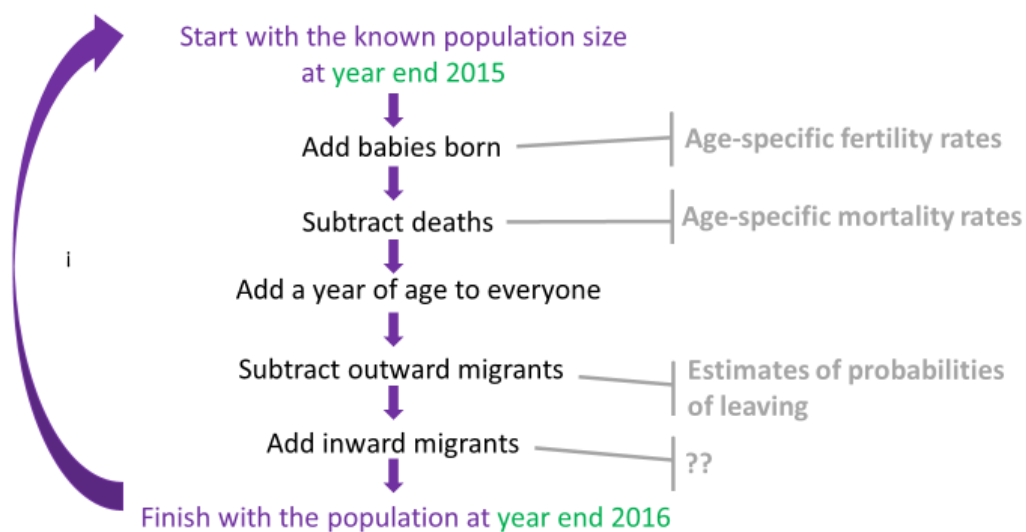 Start with the known population size
at year end 2015
Add babies born
Age-specific fertility rates
Subtract deaths
Age-specific mortality rates
i
Add a year of age to everyone
Subtract outward migrants
Estimates of probabilities
of leaving
Add inward migrants
??
Finish with the population at year end 2016